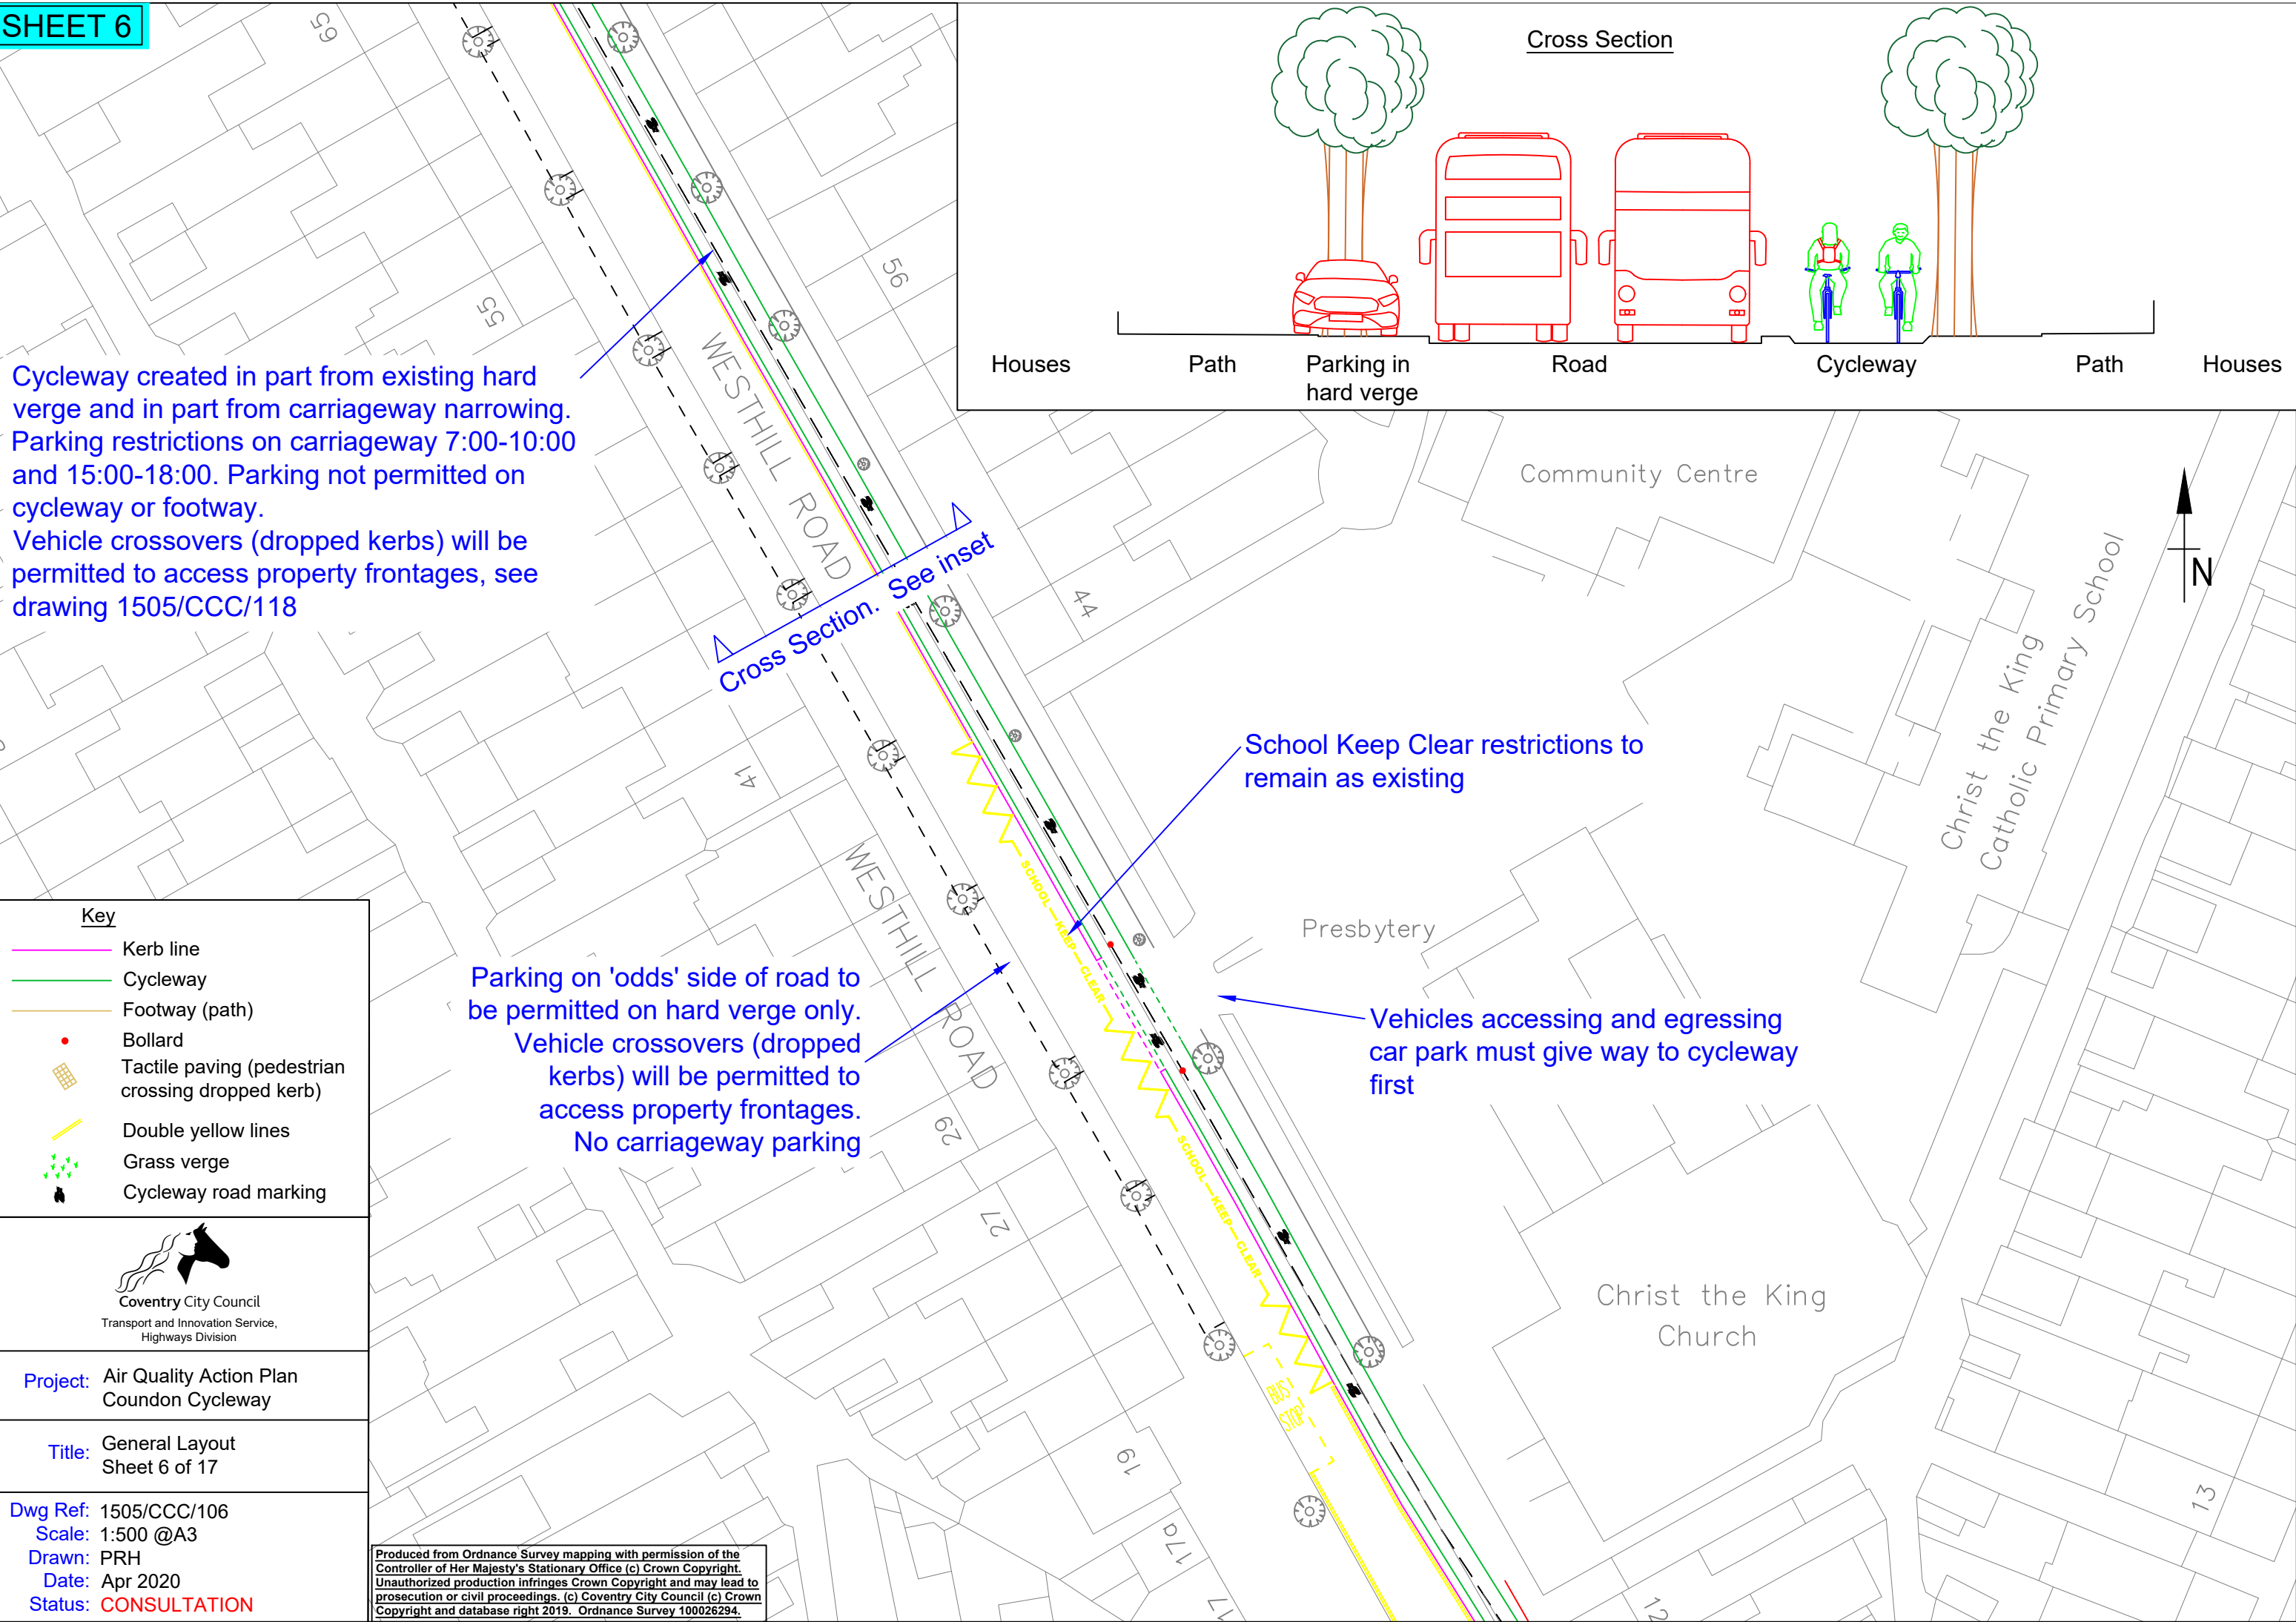 SHEET 6
Cross Section
Houses
Path
Parking in
hard verge
Road
Cycleway
Path
Houses
65
55
56
WESTHILL ROAD
Cycleway created in part from existing hard
verge and in part from carriageway narrowing.
Parking restrictions on carriageway 7:00-10:00
and 15:00-18:00. Parking not permitted on
cycleway or footway.
Vehicle crossovers (dropped kerbs) will be
permitted to access property frontages, see
drawing 1505/CCC/118
Cross Section. See inset
44
Community Centre
Christ the King
Catholic Primary School
N
School Keep Clear restrictions to
remain as existing
41
WESTHILL ROAD
SCHOOL KEEP CLEAR
Presbytery
Parking on 'odds' side of road to
be permitted on hard verge only.
Vehicle crossovers (dropped
kerbs) will be permitted to
access property frontages.
No carriageway parking
Vehicles accessing and egressing
car park must give way to cycleway
first
29
27
SCHOOL KEEP CLEAR
Christ the King
Church
BUS
STOP
19
17a
17
12
13
Key
Kerb line
Cycleway
Footway (path)
Bollard
Tactile paving (pedestrian
crossing dropped kerb)
Double yellow lines
Grass verge
Cycleway road marking
Coventry City Council
Transport and Innovation Service,
Highways Division
Project: Air Quality Action Plan
Coundon Cycleway
Title: General Layout
Sheet 6 of 17
Dwg Ref: 1505/CCC/106
Scale: 1:500 @A3
Drawn: PRH
Date: Apr 2020
Status: CONSULTATION
Produced from Ordnance Survey mapping with permission of the
Controller of Her Majesty's Stationary Office (c) Crown Copyright.
Unauthorized production infringes Crown Copyright and may lead to
prosecution or civil proceedings. (c) Coventry City Council (c) Crown
Copyright and database right 2019. Ordnance Survey 100026294.